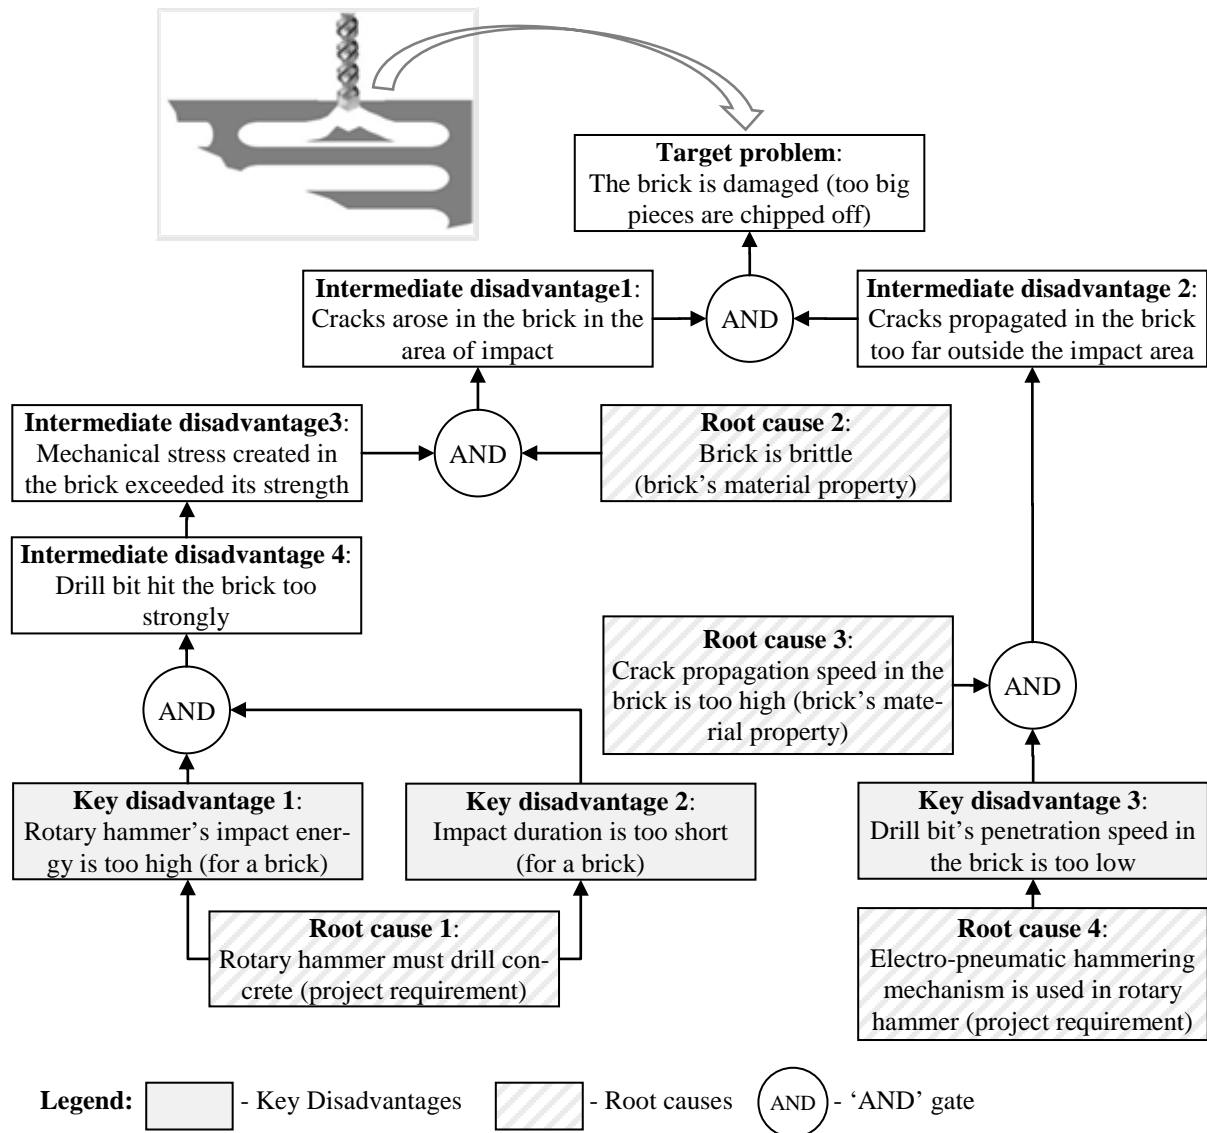 Target problem:
The brick is damaged (too big
pieces are chipped off)
Intermediate disadvantage1:
Cracks arose in the brick in the
area of impact
AND
Intermediate disadvantage 2:
Cracks propagated in the brick
too far outside the impact area
Intermediate disadvantage3:
Mechanical stress created in
the brick exceeded its strength
AND
Root cause 2:
Brick is brittle
(brick’s material property)
Intermediate disadvantage 4:
Drill bit hit the brick too
strongly
Root cause 3:
Crack propagation speed in the
brick is too high (brick’s mate-
rial property)
AND
AND
Key disadvantage 1:
Rotary hammer’s impact ener-
gy is too high (for a brick)
Key disadvantage 2:
Impact duration is too short
(for a brick)
Key disadvantage 3:
Drill bit’s penetration speed in
the brick is too low
Root cause 1:
Rotary hammer must drill con-
crete (project requirement)
Root cause 4:
Electro-pneumatic hammering
mechanism is used in rotary
hammer (project requirement)
Legend: - Key Disadvantages - Root causes AND - ‘AND’ gate